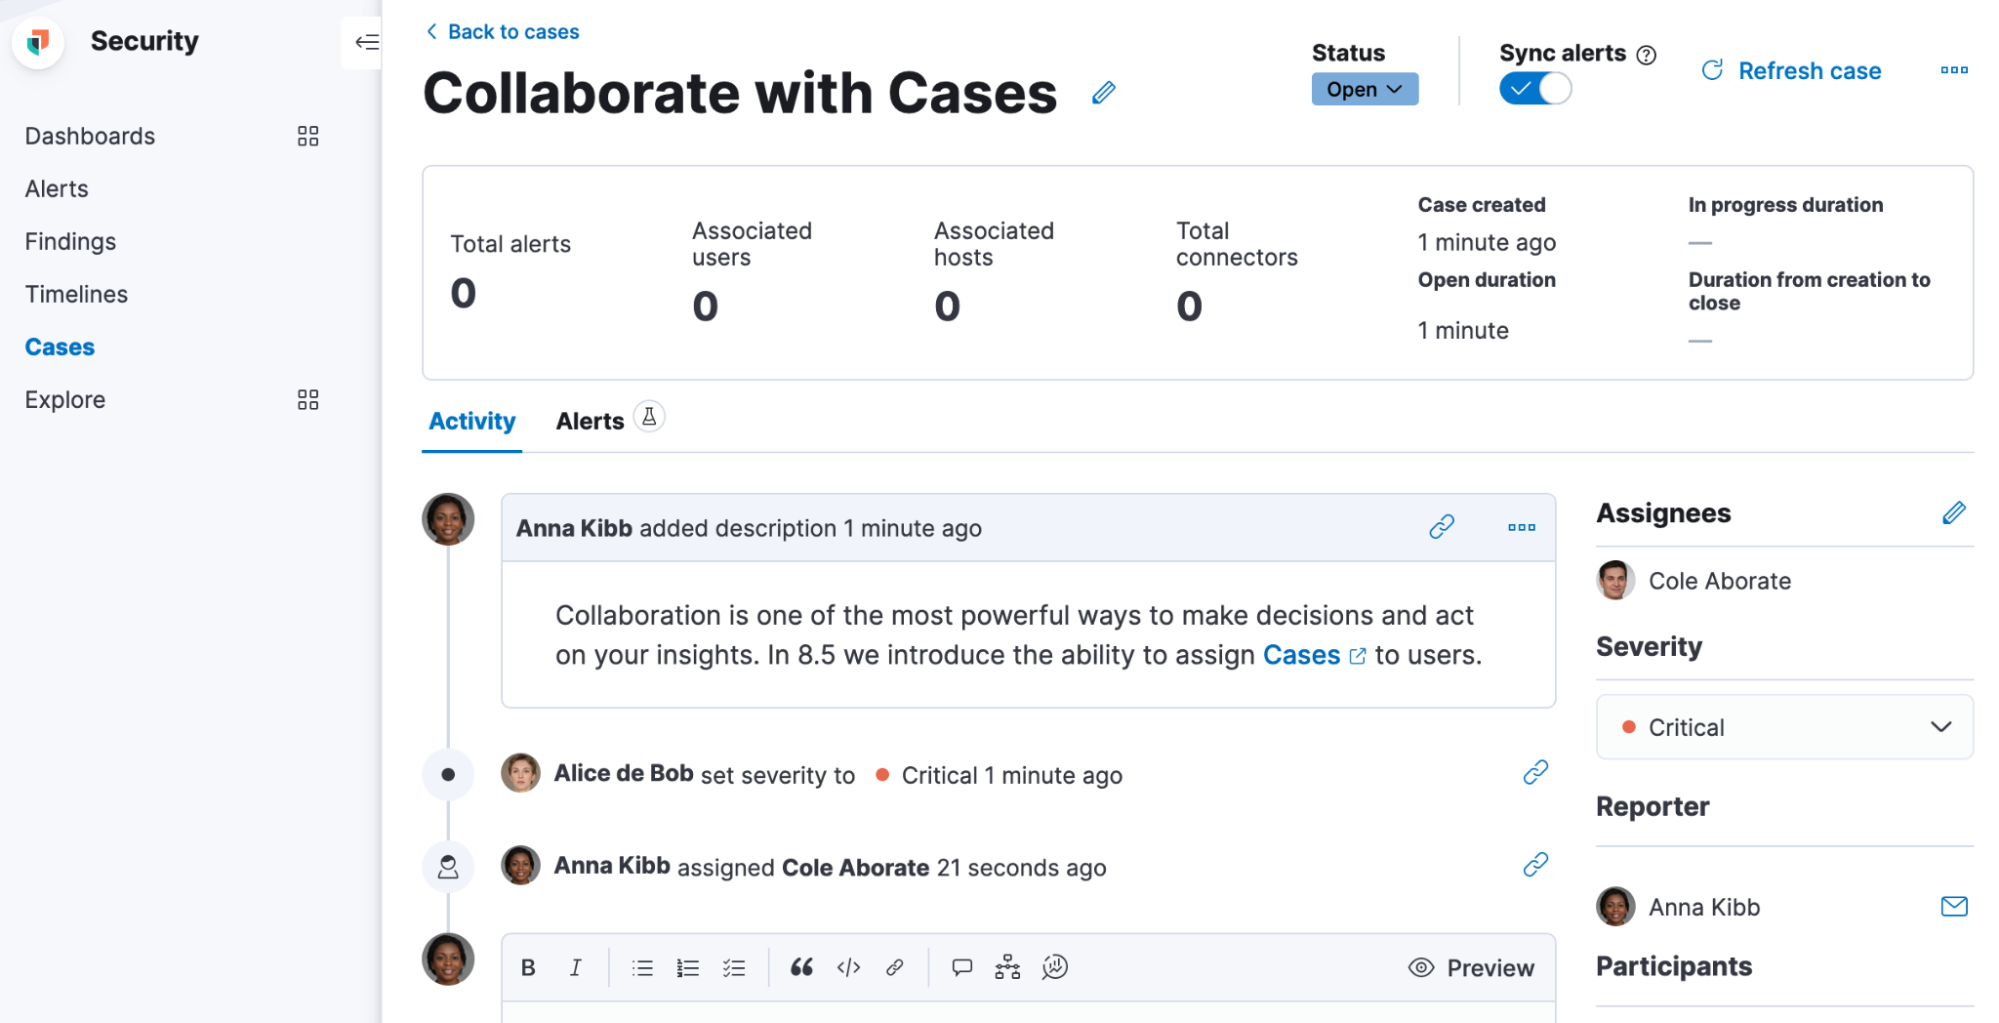 Security
Dashboards
Alerts
Findings
Timelines
Cases
Explore
Back to cases
Collaborate with Cases
Status
Open
Sync alerts
Refresh case
Total alerts
0
Associated
users
0
Associated
hosts
0
Total
connectors
0
Case created
1 minute ago
Open duration
1 minute
In progress duration
—
Duration from creation to
close
—
Activity
Alerts
Anna Kibb added description 1 minute ago
Collaboration is one of the most powerful ways to make decisions and act
on your insights. In 8.5 we introduce the ability to assign Cases to users.
Alice de Bob set severity to Critical 1 minute ago
Anna Kibb assigned Cole Aborate 21 seconds ago
B I Preview
Assignees
Cole Aborate
Severity
Critical
Reporter
Anna Kibb
Participants